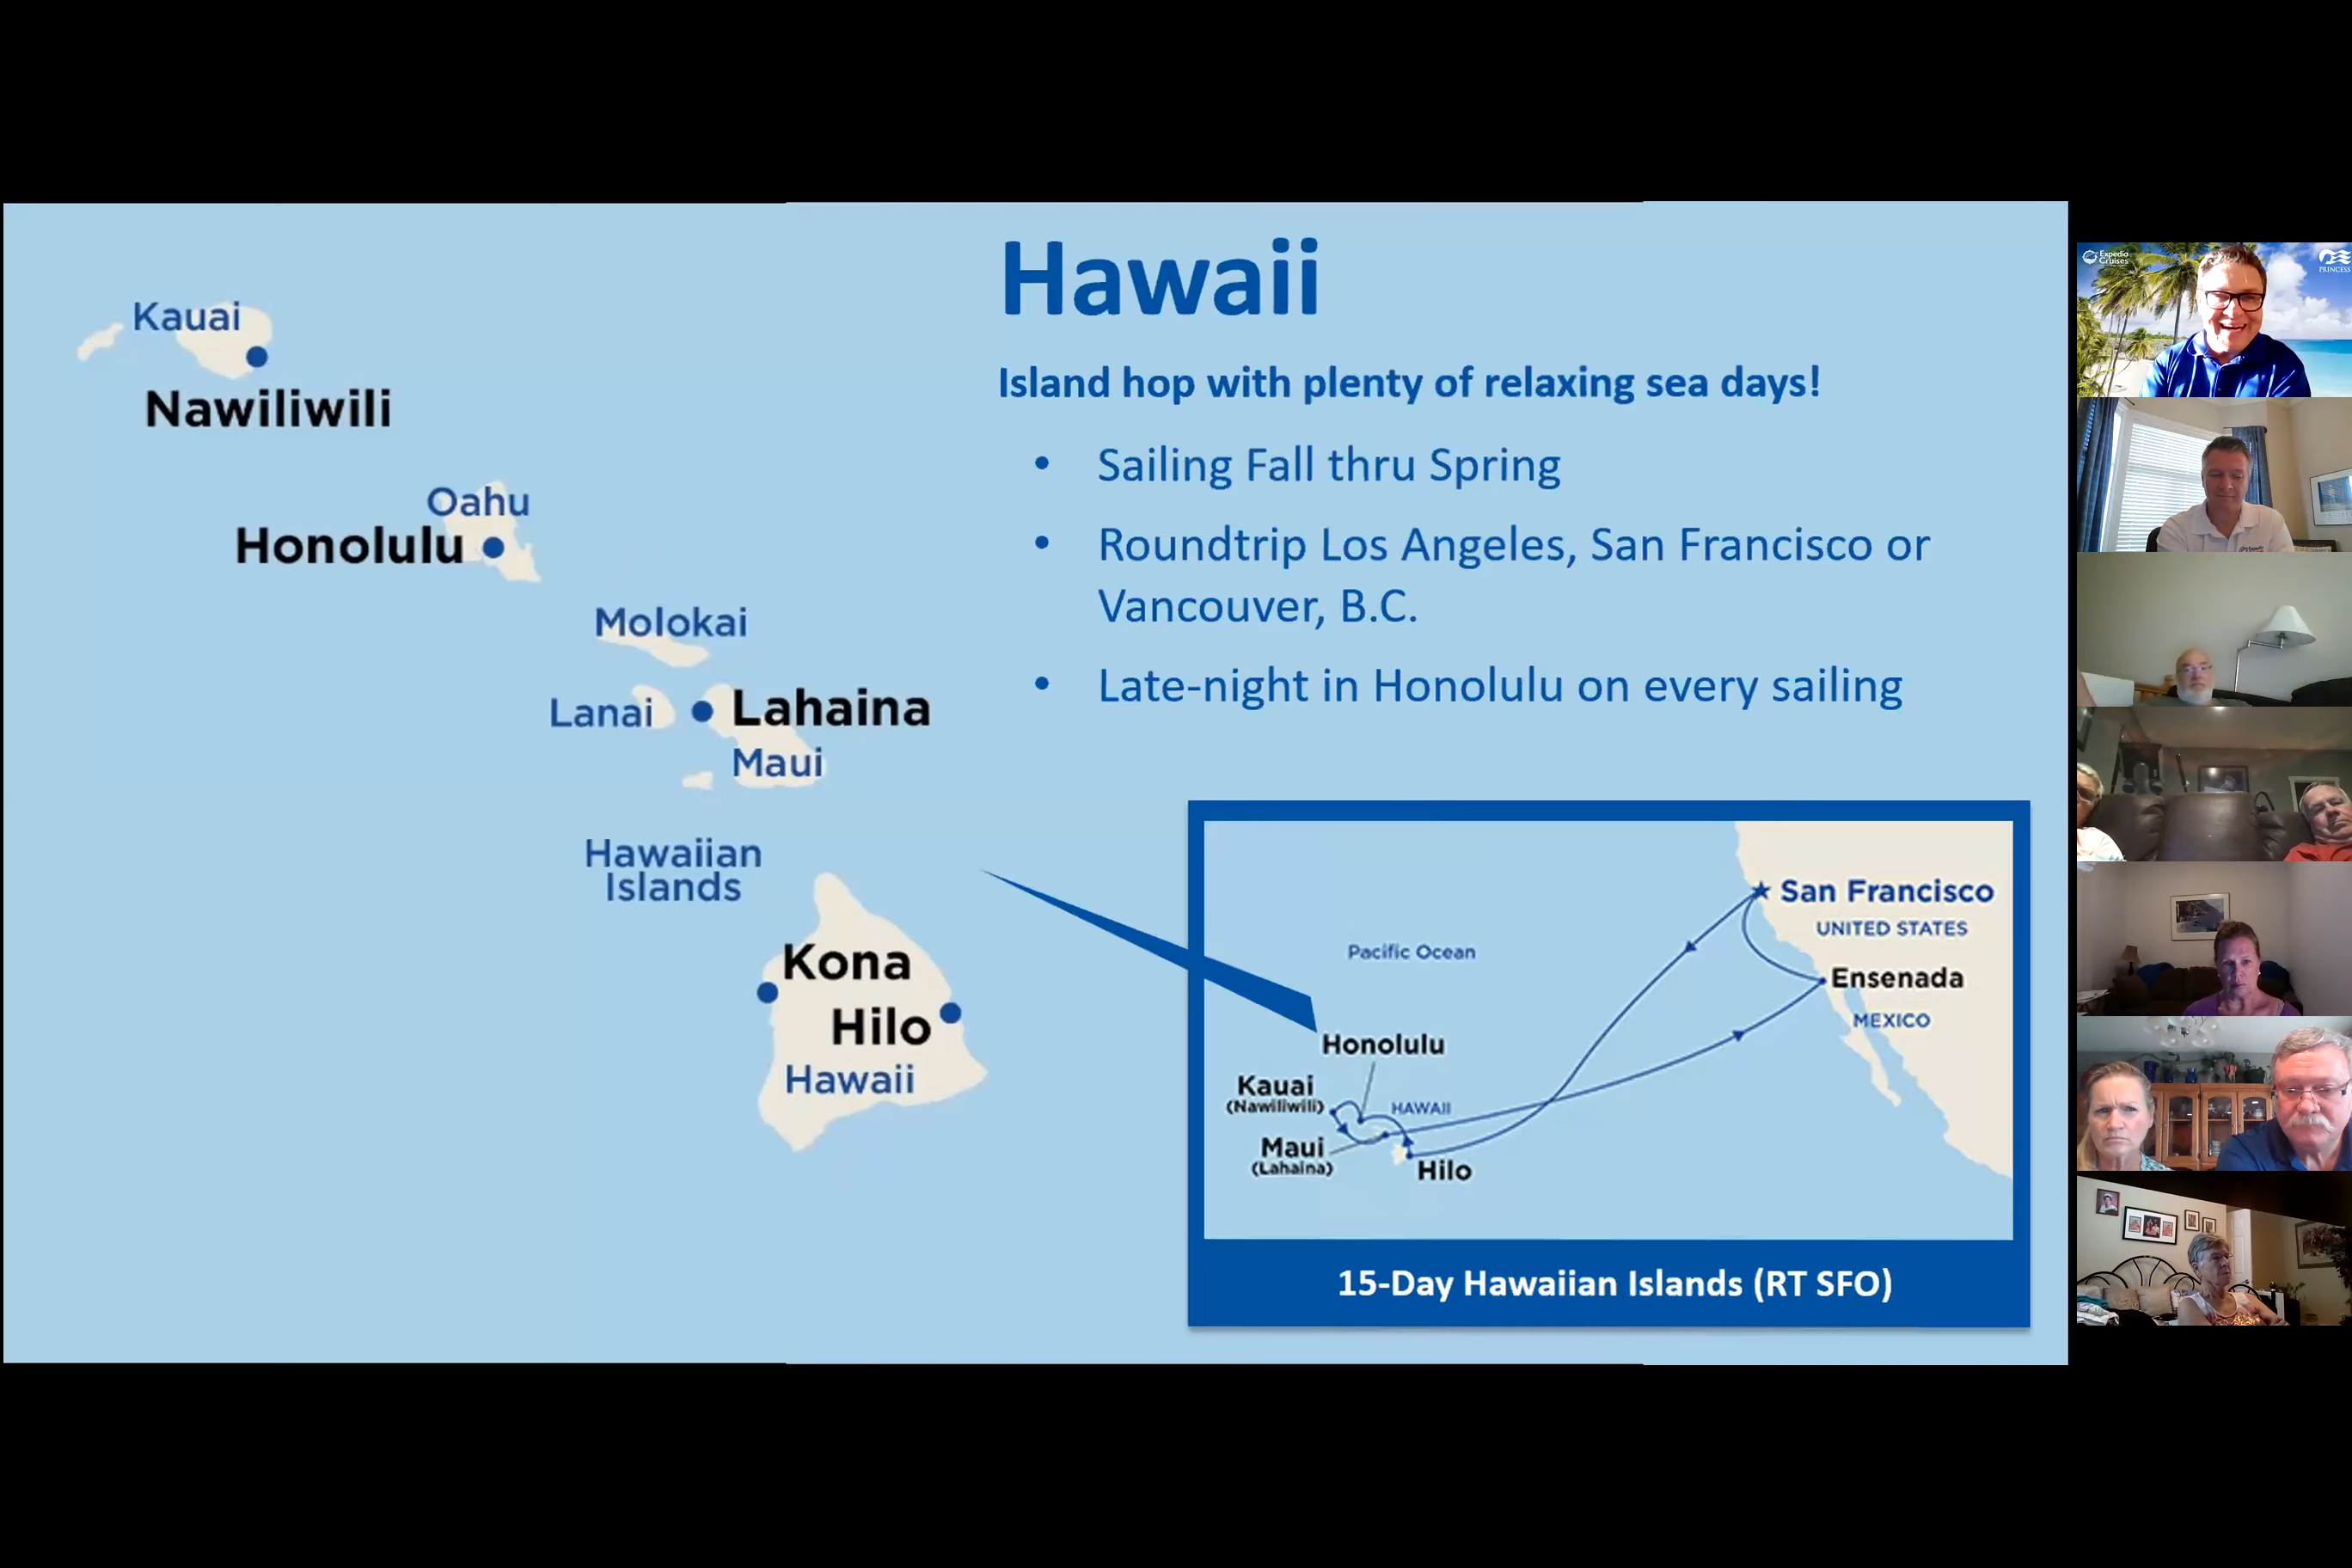 Hawaii
Island hop with plenty of relaxing sea days!
• Sailing Fall thru Spring
• Roundtrip Los Angeles, San Francisco or
Vancouver, B.C.
• Late-night in Honolulu on every sailing
Kauai
Nawiliwili
Oahu
Honolulu
Molokai
Lanai
Lahaina
Maui
Hawaiian
Islands
Kona
Hilo
Hawaii
San Francisco
UNITED STATES
Pacific Ocean
Ensenada
MEXICO
Honolulu
Kauai
(Nawiliwili)
HAWAII
Maui
(Lahaina)
Hilo
15-Day Hawaiian Islands (RT SFO)
Expedia
Cruises
PRINCESS